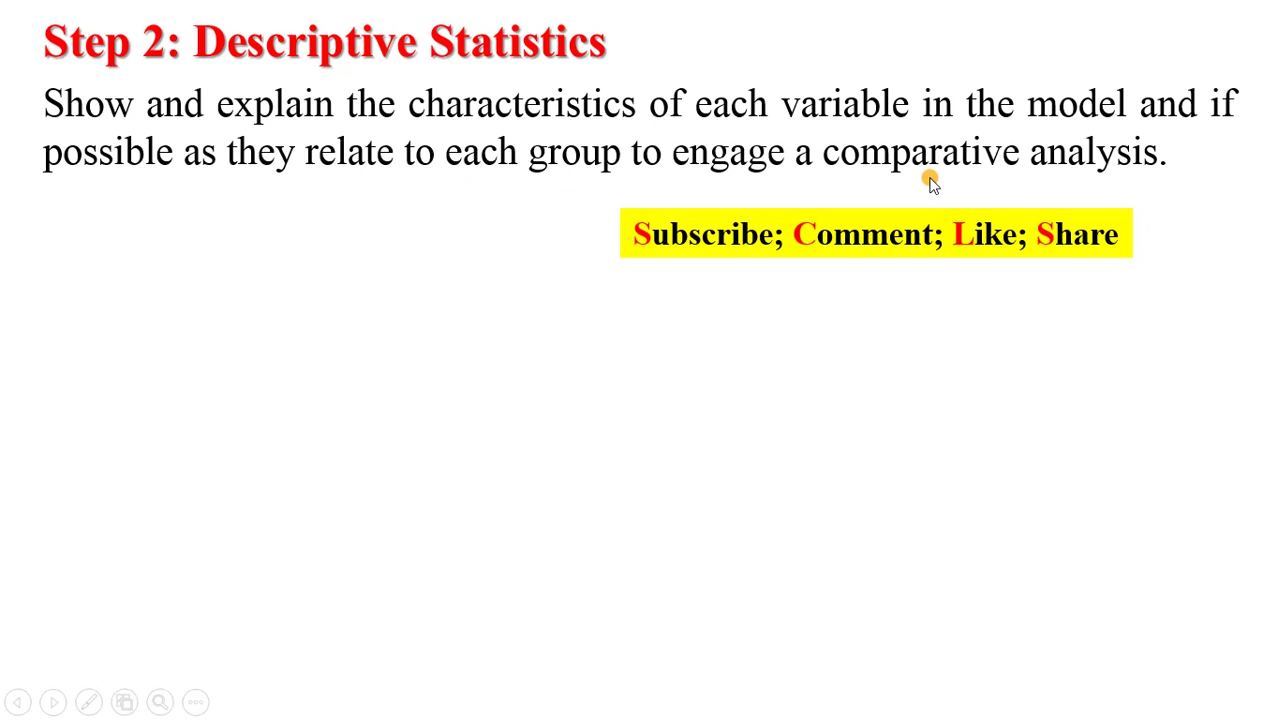 Step 2: Descriptive Statistics
Show and explain the characteristics of each variable in the model and if
possible as they relate to each group to engage a comparative analysis.
Subscribe; Comment; Like; Share